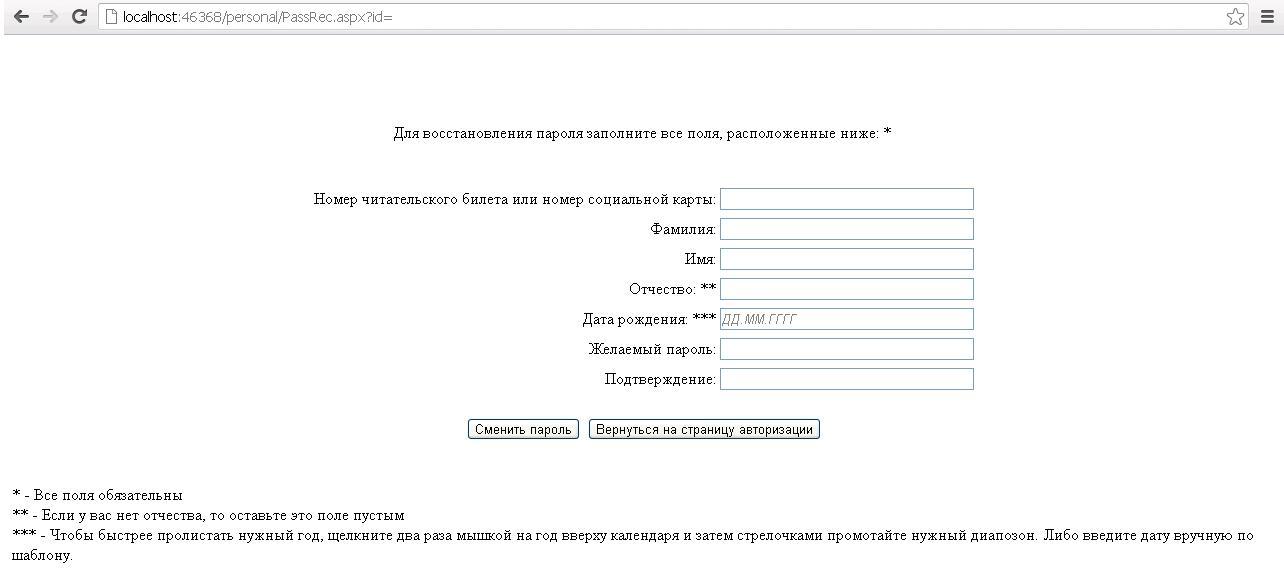 localhost:46368/personal/PassRec.aspx?id=
Для восстановления пароля заполните все поля, расположенные ниже: *
Номер читательского билета или номер социальной карты:
Фамилия:
Имя:
Отчество: **
Дата рождения: *** ДД.ММ.ГГГГ
Желаемый пароль:
Подтверждение:
Сменить пароль Вернуться на страницу авторизации
* - Все поля обязательны
** - Если у вас нет отчества, то оставьте это поле пустым
*** - Чтобы быстрее пролистать нужный год, щелкните два раза мышкой на год вверху календаря и затем стрелочками промотайте нужный диапозон. Либо введите дату вручную по
шаблону.